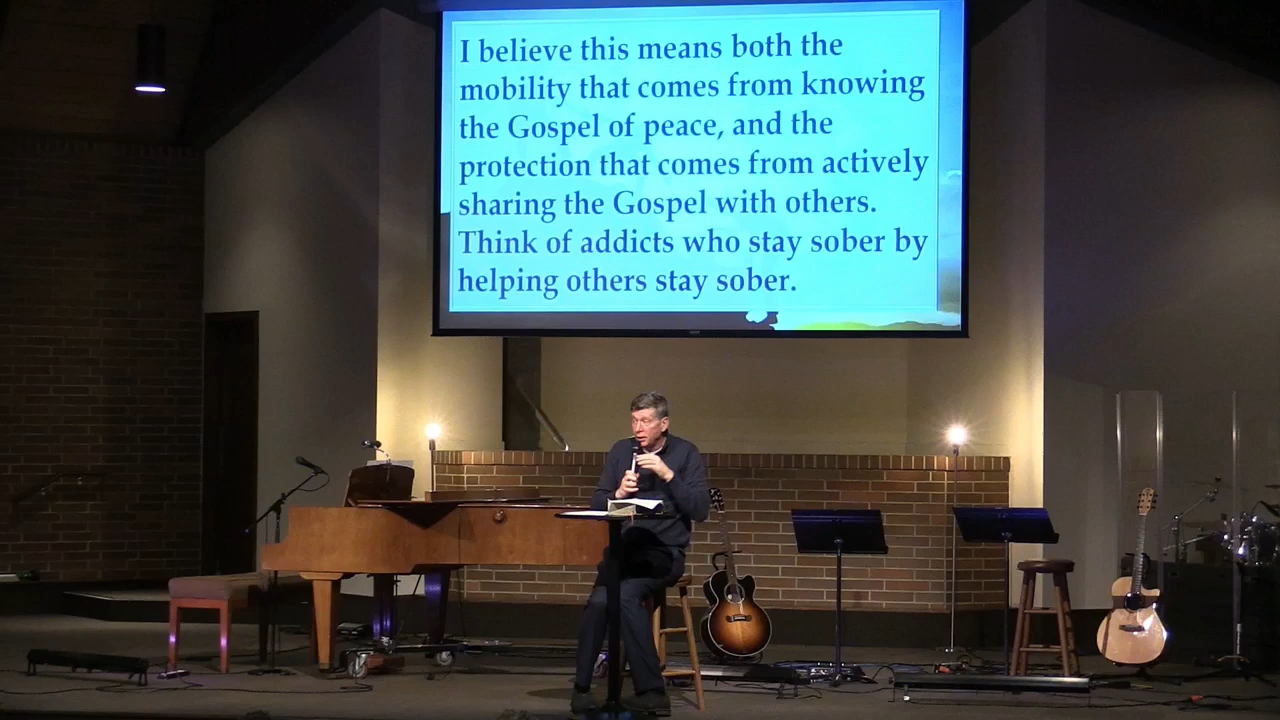 I believe this means both the
mobility that comes from knowing
the Gospel of peace, and the
protection that comes from actively
sharing the Gospel with others.
Think of addicts who stay sober by
helping others stay sober.